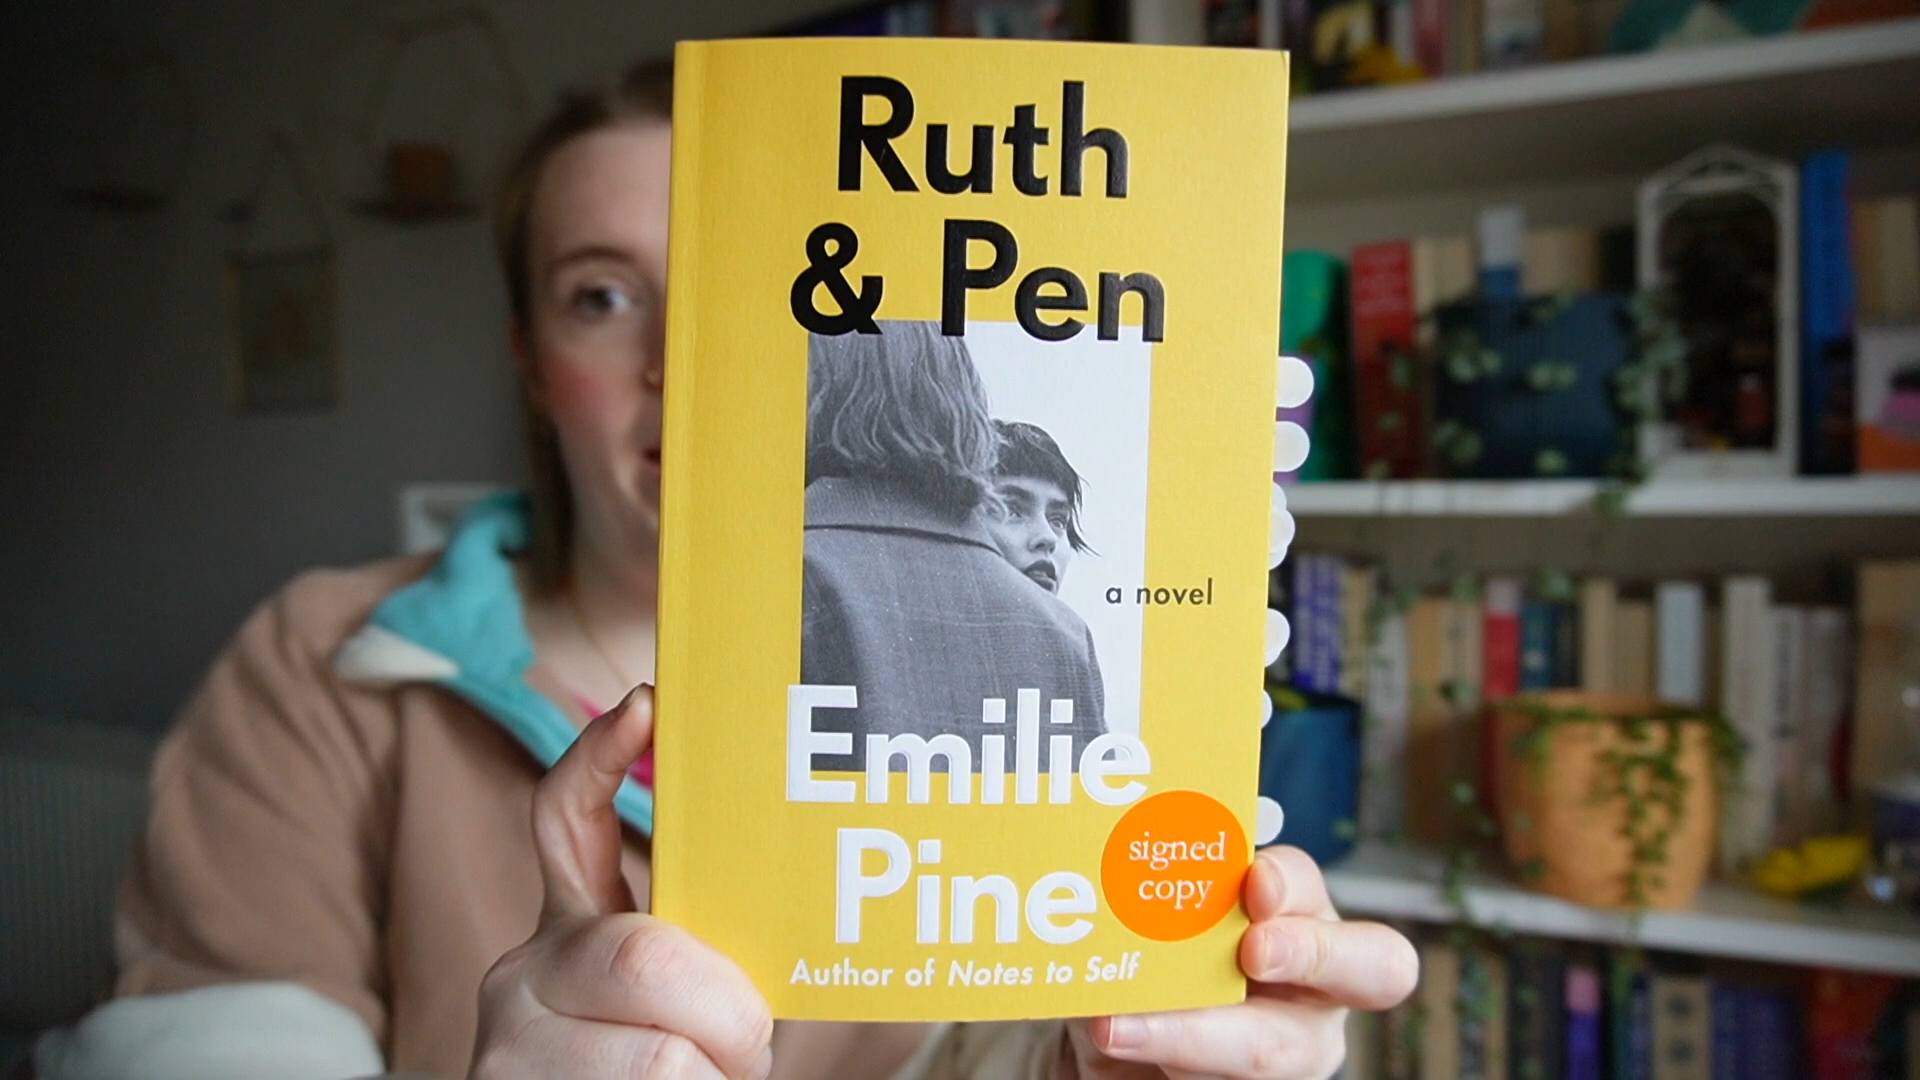 Ruth
& Pen
a novel
Emilie
Pine
signed
copy
Author of Notes to Self